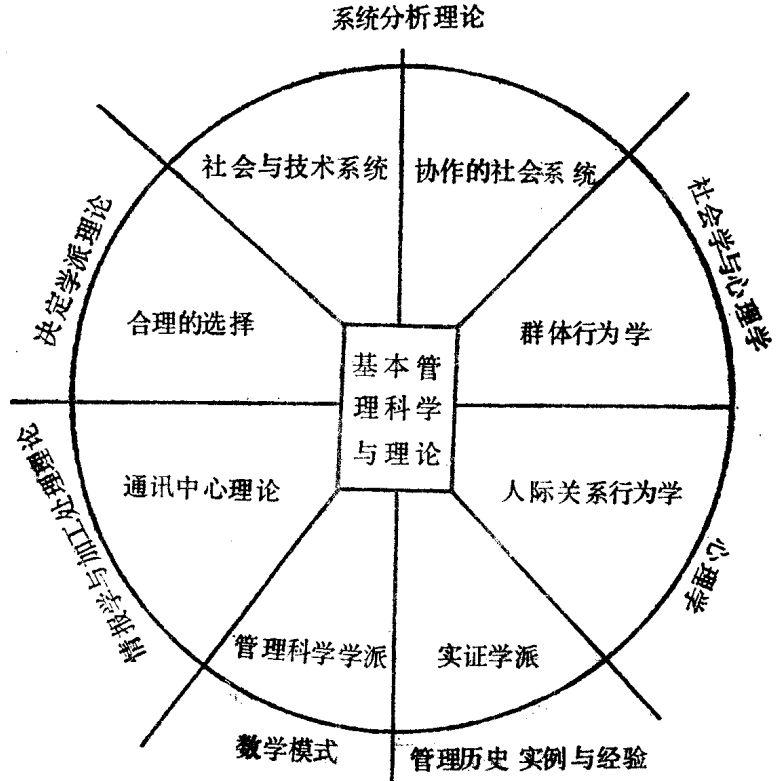 系统分析理论
社会与技术系统
协作的社会系统
社会学与心理学
决定学派理论
合理的选择
群体行为学
基本管
理科学
与理论
情报学与加工处理理论
通讯中心理论
人际关系行为学
心理学
管理科学学派
实证学派
数学模式
管理历史 实例与经验